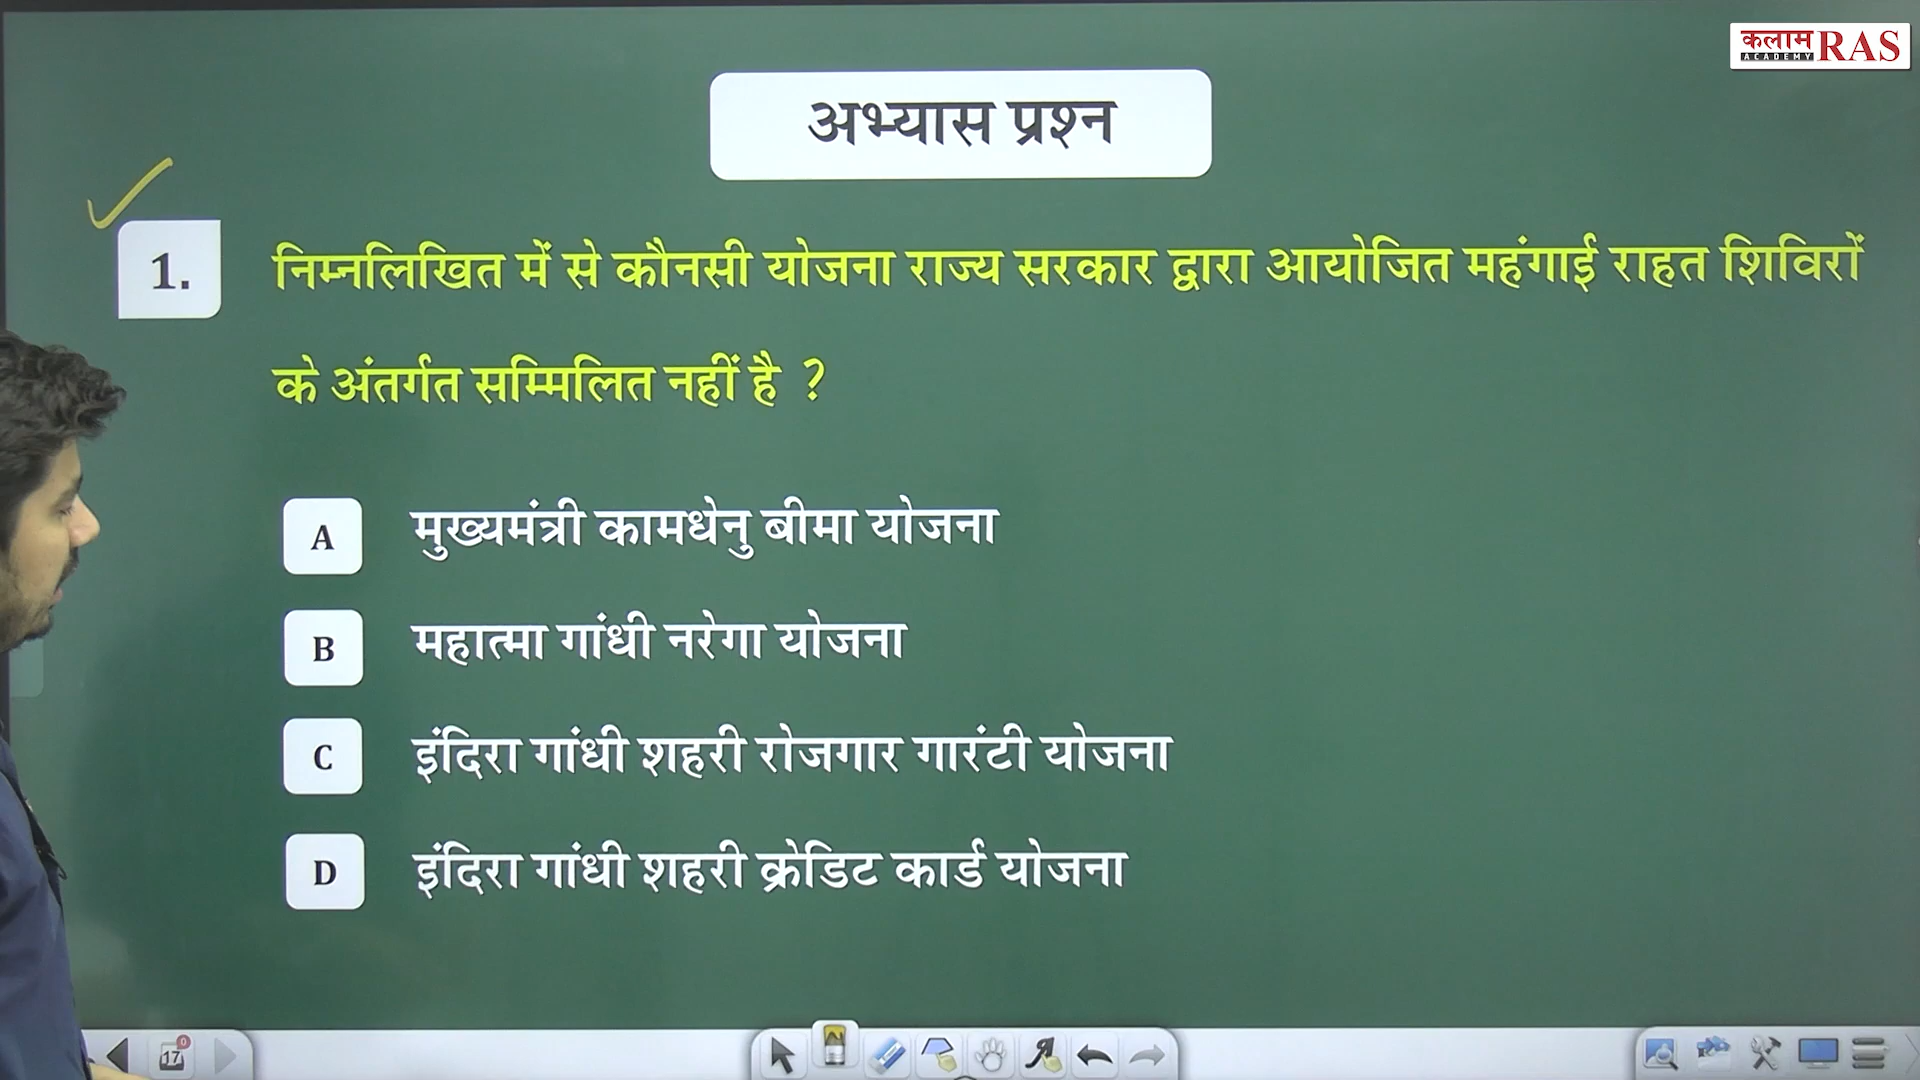 कलाम RAS
ACADEMY
अभ्यास प्रश्न
1. निम्नलिखित में से कौनसी योजना राज्य सरकार द्वारा आयोजित महंगाई राहत शिविरों
के अंतर्गत सम्मिलित नहीं है ?
A मुख्यमंत्री कामधेनु बीमा योजना
B महात्मा गांधी नरेगा योजना
C इंदिरा गांधी शहरी रोजगार गारंटी योजना
D इंदिरा गांधी शहरी क्रेडिट कार्ड योजना
17 0